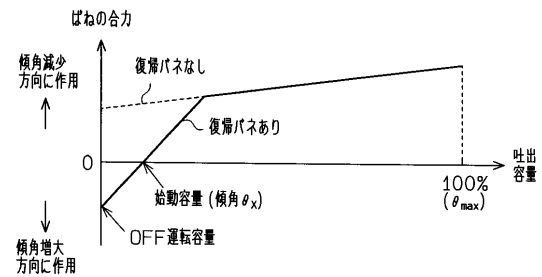 ばねの合力
傾角減少
方向に作用
復帰バネなし
復帰バネあり
0
吐出
容量
始動容量(傾角θx)
100%
(θmax)
OFF運転容量
傾角増大
方向に作用